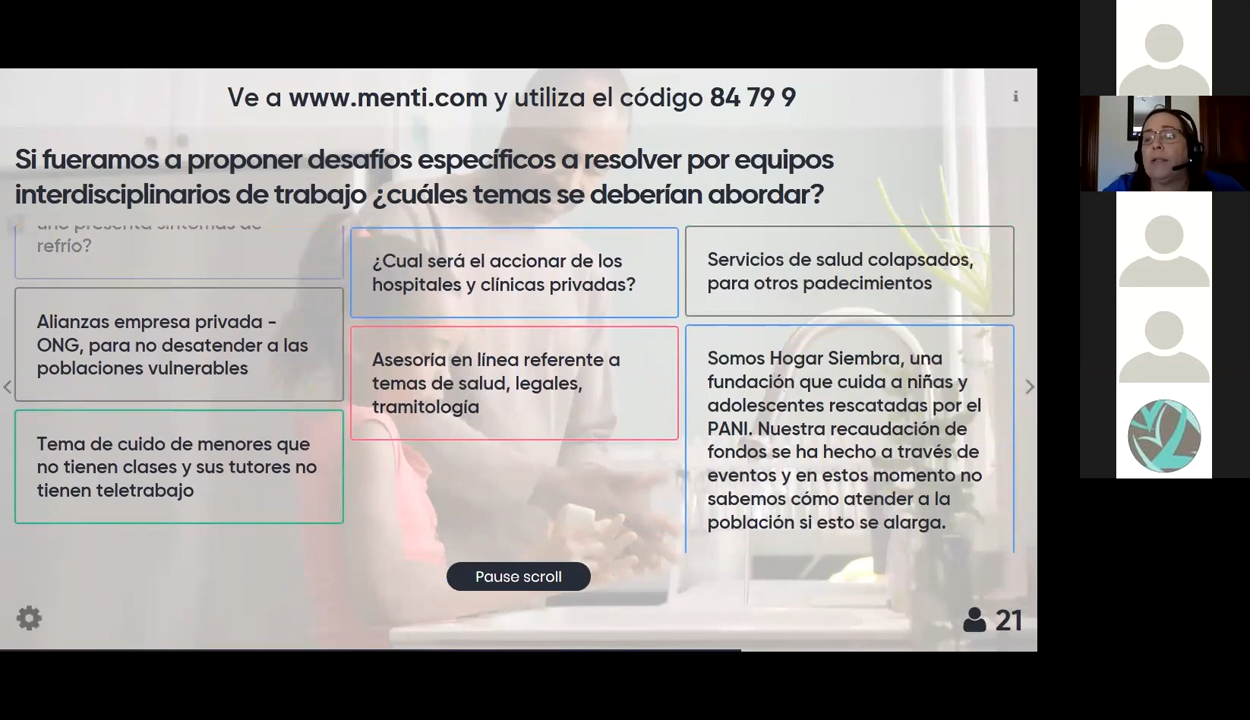 Ve a www.menti.com y utiliza el código 84 79 9
Si fueramos a proponer desafíos específicos a resolver por equipos
interdisciplinarios de trabajo ¿cuáles temas se deberían abordar?
uno presenta síntomas de
refrío?
Alianzas empresa privada -
ONG, para no desatender a las
poblaciones vulnerables
Tema de cuido de menores que
no tienen clases y sus tutores no
tienen teletrabajo
¿Cual será el accionar de los
hospitales y clínicas privadas?
Asesoría en línea referente a
temas de salud, legales,
tramitología
Servicios de salud colapsados,
para otros padecimientos
Somos Hogar Siembra, una
fundación que cuida a niñas y
adolescentes rescatadas por el
PANI. Nuestra recaudación de
fondos se ha hecho a través de
eventos y en estos momento no
sabemos cómo atender a la
población si esto se alarga.
Pause scroll
21